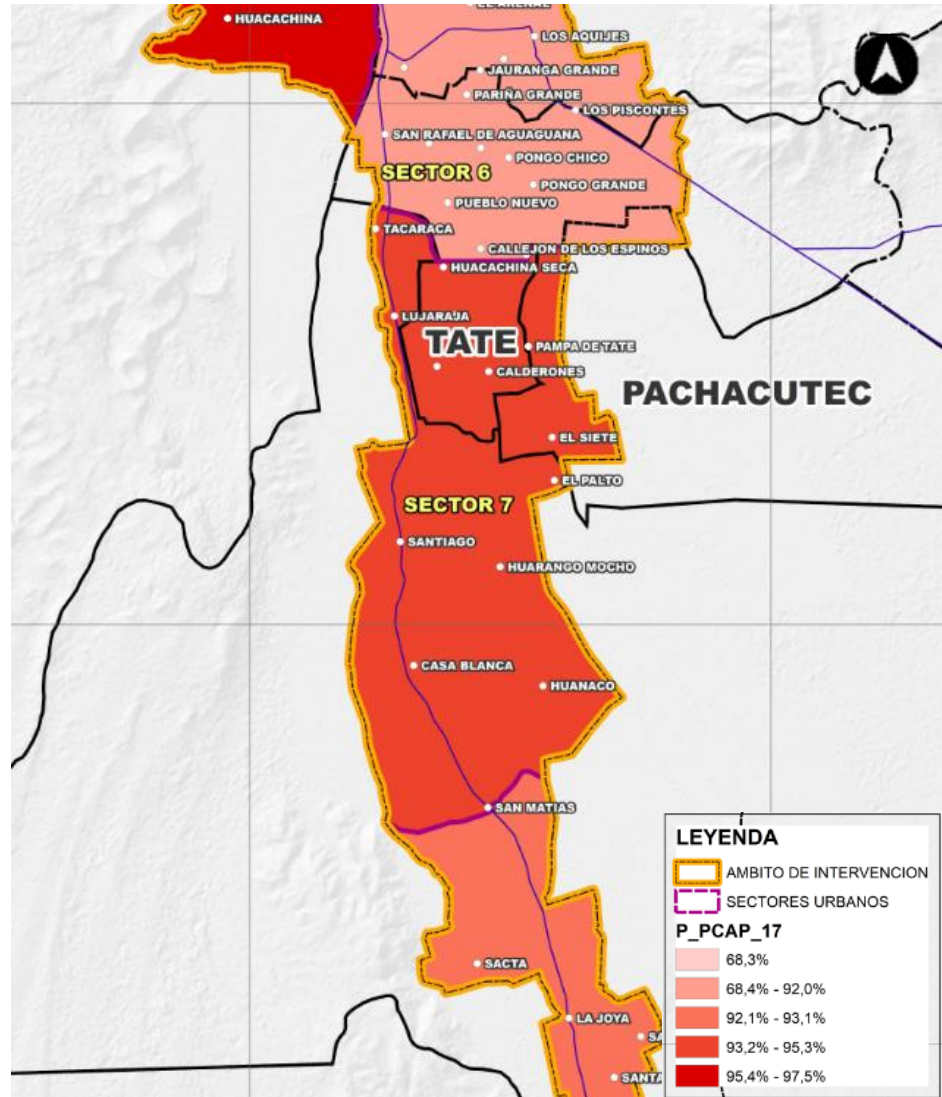 EL ARENAL
HUACACHINA
LOS AQUIJES
JAURANGA GRANDE
PARIÑA GRANDE
LOS PISCONTES
SAN RAFAEL DE AGUAGUANA
PONGO CHICO
SECTOR 6
PONGO GRANDE
PUEBLO NUEVO
TACARACA
CALLEJON DE LOS ESPINOS
HUACACHINA SECA
LUJARAJA
TATE
PAMPA DE TATE
CALDERONES
PACHACUTEC
EL SIETE
EL PALTO
SECTOR 7
SANTIAGO
HUARANGO MOCHO
CASA BLANCA
HUANACO
SAN MATIAS
SACTA
LA JOYA
SA
SANTA
LEYENDA
AMBITO DE INTERVENCION
SECTORES URBANOS
P_PCAP_17
68,3%
68,4% - 92,0%
92,1% - 93,1%
93,2% - 95,3%
95,4% - 97,5%